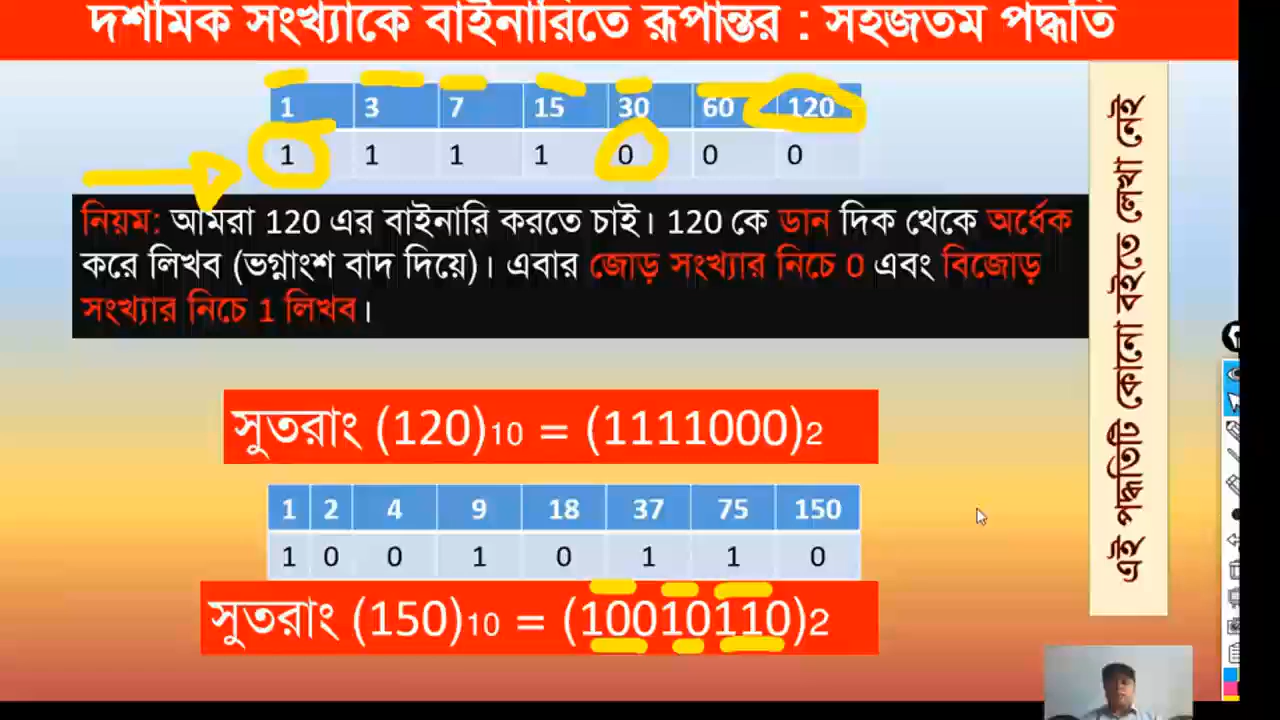 দশমিক সংখ্যাকে বাইনারিতে রূপান্তর : সহজতম পদ্ধতি
1 3 7 15 30 60 120
1 1 1 1 0 0 0
নিয়ম: আমরা 120 এর বাইনারি করতে চাই। 120 কে ডান দিক থেকে অর্ধেক
করে লিখব (ভগ্নাংশ বাদ দিয়ে)। এবার জোড় সংখ্যার নিচে 0 এবং বিজোড়
সংখ্যার নিচে 1 লিখব।
সুতরাং (120)10 = (1111000)2
1 2 4 9 18 37 75 150
1 0 0 1 0 1 1 0
সুতরাং (150)10 = (10010110)2
এই পদ্ধতিটি কোনো বইতে লেখা নেই